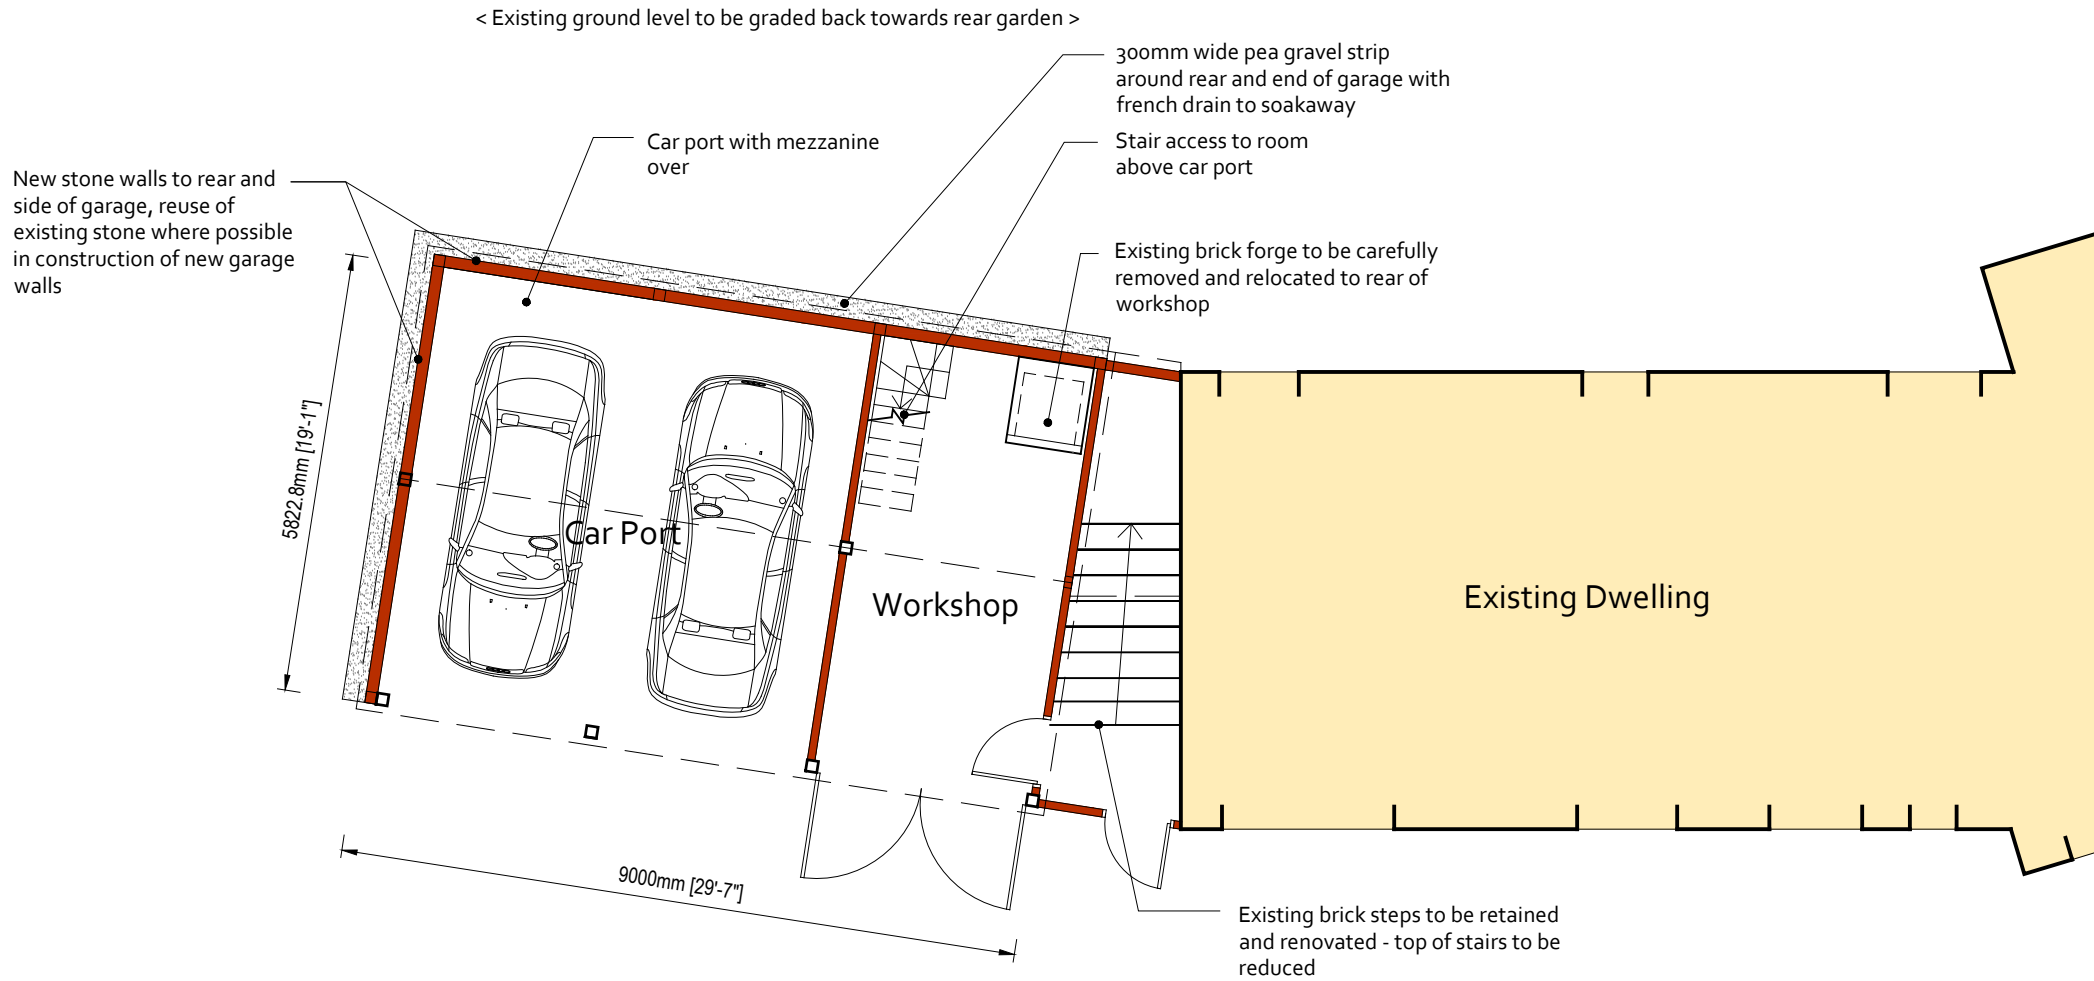 < Existing ground level to be graded back towards rear garden >
300mm wide pea gravel strip
around rear and end of garage with
french drain to soakaway
Car port with mezzanine
over
Stair access to room
above car port
New stone walls to rear and
side of garage, reuse of
existing stone where possible
in construction of new garage
walls
Existing brick forge to be carefully
removed and relocated to rear of
workshop
5822.8mm [19'-1"]
Car Port
Workshop
Existing Dwelling
9000mm [29'-7"]
Existing brick steps to be retained
and renovated - top of stairs to be
reduced